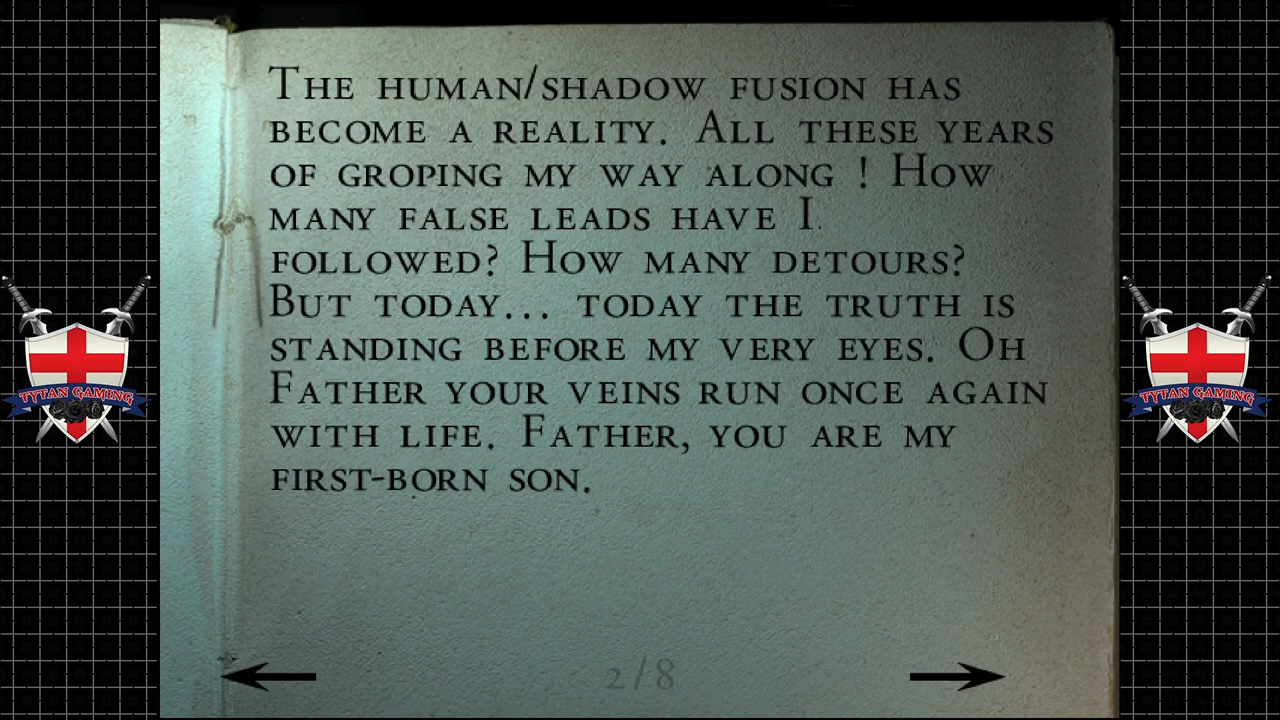 The human/shadow fusion has
become a reality. All these years
of groping my way along ! How
many false leads have I
followed? How many detours?
But today... today the truth is
standing before my very eyes. Oh
Father your veins run once again
with life. Father, you are my
first-born son.
2/8
TYTAN GAMING
TYTAN GAMING